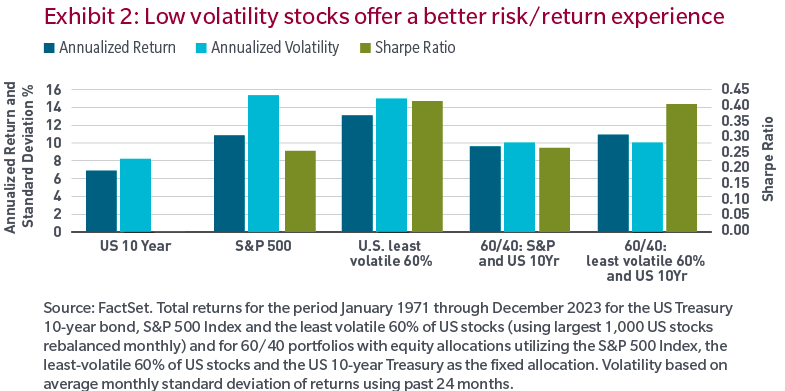 Exhibit 2: Low volatility stocks offer a better risk/return experience
Annualized Return Annualized Volatility Sharpe Ratio
Annualized Return and
Standard Deviation %
16
14
12
10
8
6
4
2
0
0.45
0.40
0.35
0.30
0.25
0.20
0.15
0.10
0.05
0.00
Sharpe Ratio
US 10 Year
S&P 500
U.S. least
volatile 60%
60/40: S&P
and US 10Yr
60/40:
least volatile 60%
and US 10Yr
Source: FactSet. Total returns for the period January 1971 through December 2023 for the US Treasury
10-year bond, S&P 500 Index and the least volatile 60% of US stocks (using largest 1,000 US stocks
rebalanced monthly) and for 60/40 portfolios with equity allocations utilizing the S&P 500 Index, the
least-volatile 60% of US stocks and the US 10-year Treasury as the fixed allocation. Volatility based on
average monthly standard deviation of returns using past 24 months.